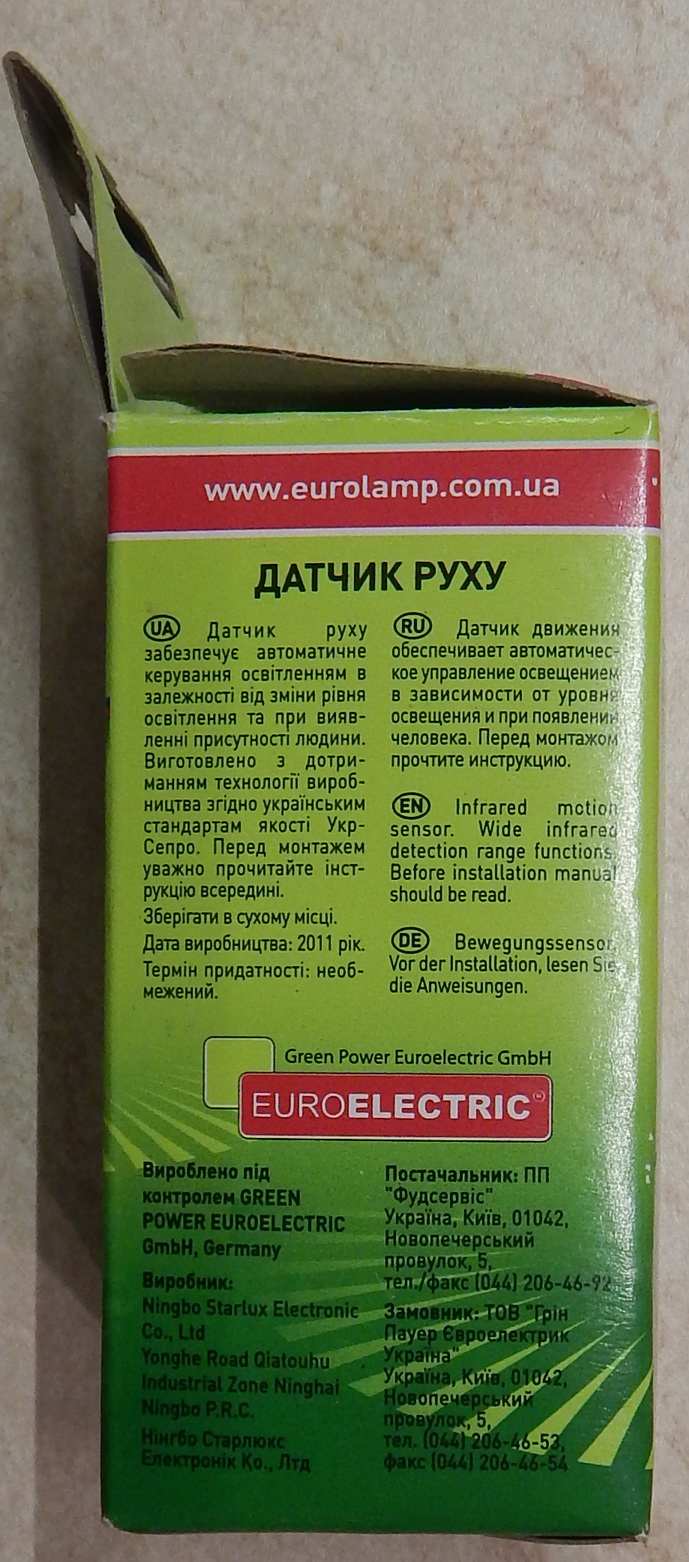 www.eurolamp.com.ua
ДАТЧИК РУХУ
UA Датчик руху
забезпечує автоматичне
керування освітленням в
залежності від зміни рівня
освітлення та при вияв-
ленні присутності людини.
Виготовлено з дотри-
манням технології вироб-
ництва згідно українським
стандартам якості Укр-
Сепро. Перед монтажем
уважно прочитайте інст-
рукцію всередині.
Зберігати в сухому місці.
Дата виробництва: 2011 рік.
Термін придатності: необ-
межений.
RU Датчик движения
обеспечивает автоматичес-
кое управление освещением
в зависимости от уровня
освещения и при появлении
человека. Перед монтажом
прочтите инструкцию.
EN Infrared motion
sensor. Wide infrared
detection range functions.
Before installation manual
should be read.
DE Bewegungssensor.
Vor der Installation, lesen Sie
die Anweisungen.
Green Power Euroelectric GmbH
EUROELECTRIC™
Вироблено під
контролем GREEN
POWER EUROELECTRIC
GmbH, Germany
Виробник:
Ningbo Starlux Electronic
Co., Ltd
Yonghe Road Qiatouhu
Industrial Zone Ninghai
Ningbo P.R.C.
Нінгбо Старлюкс
Електронік Ко., Лтд
Постачальник: ПП
"Фудсервіс"
Україна, Київ, 01042,
Новопечерський
провулок, 5,
тел./факс (044) 206-46-92
Замовник: ТОВ "Грін
Пауер Євроелектрик
Україна"
Україна, Київ, 01042,
Новопечерський
провулок, 5,
тел. (044) 206-46-53,
факс (044) 206-46-54